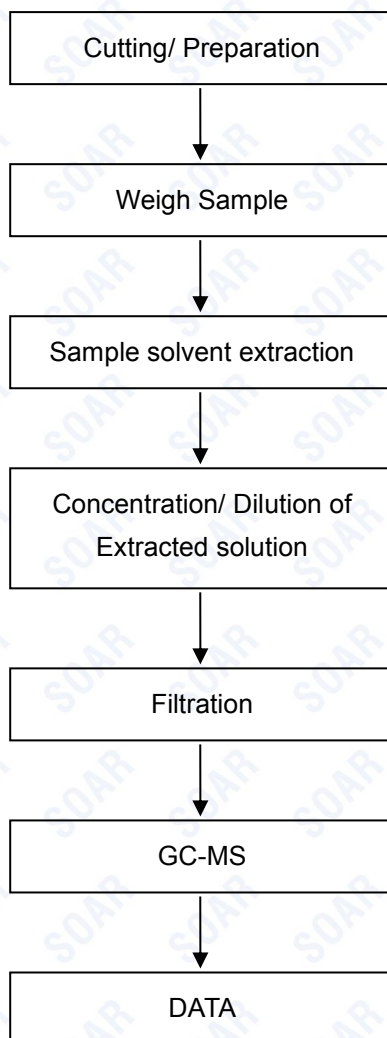 Cutting/ Preparation
Weigh Sample
Sample solvent extraction
Concentration/ Dilution of
Extracted solution
Filtration
GC-MS
DATA